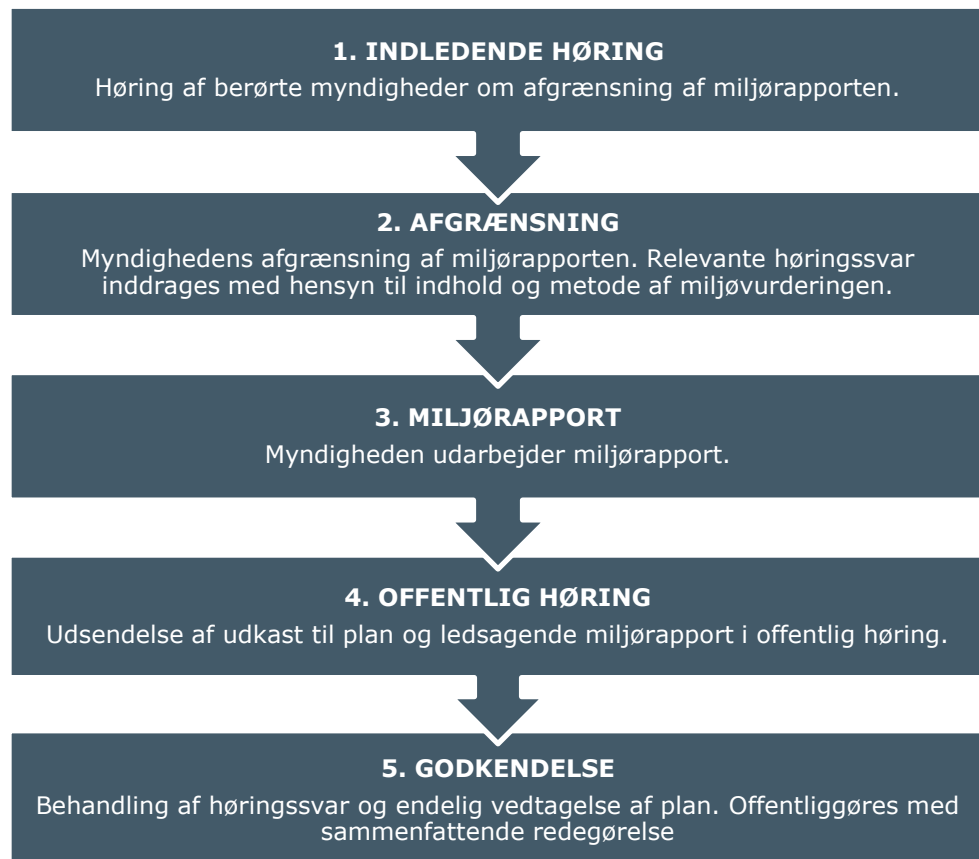 1. INDLEDENDE HØRING
Høring af berørte myndigheder om afgrænsning af miljørapporten.
2. AFGRÆNSNING
Myndighedens afgrænsning af miljørapporten. Relevante høringssvar
inddrages med hensyn til indhold og metode af miljøvurderingen.
3. MILJØRAPPORT
Myndigheden udarbejder miljørapport.
4. OFFENTLIG HØRING
Udsendelse af udkast til plan og ledsagende miljørapport i offentlig høring.
5. GODKENDELSE
Behandling af høringssvar og endelig vedtagelse af plan. Offentliggøres med
sammenfattende redegørelse